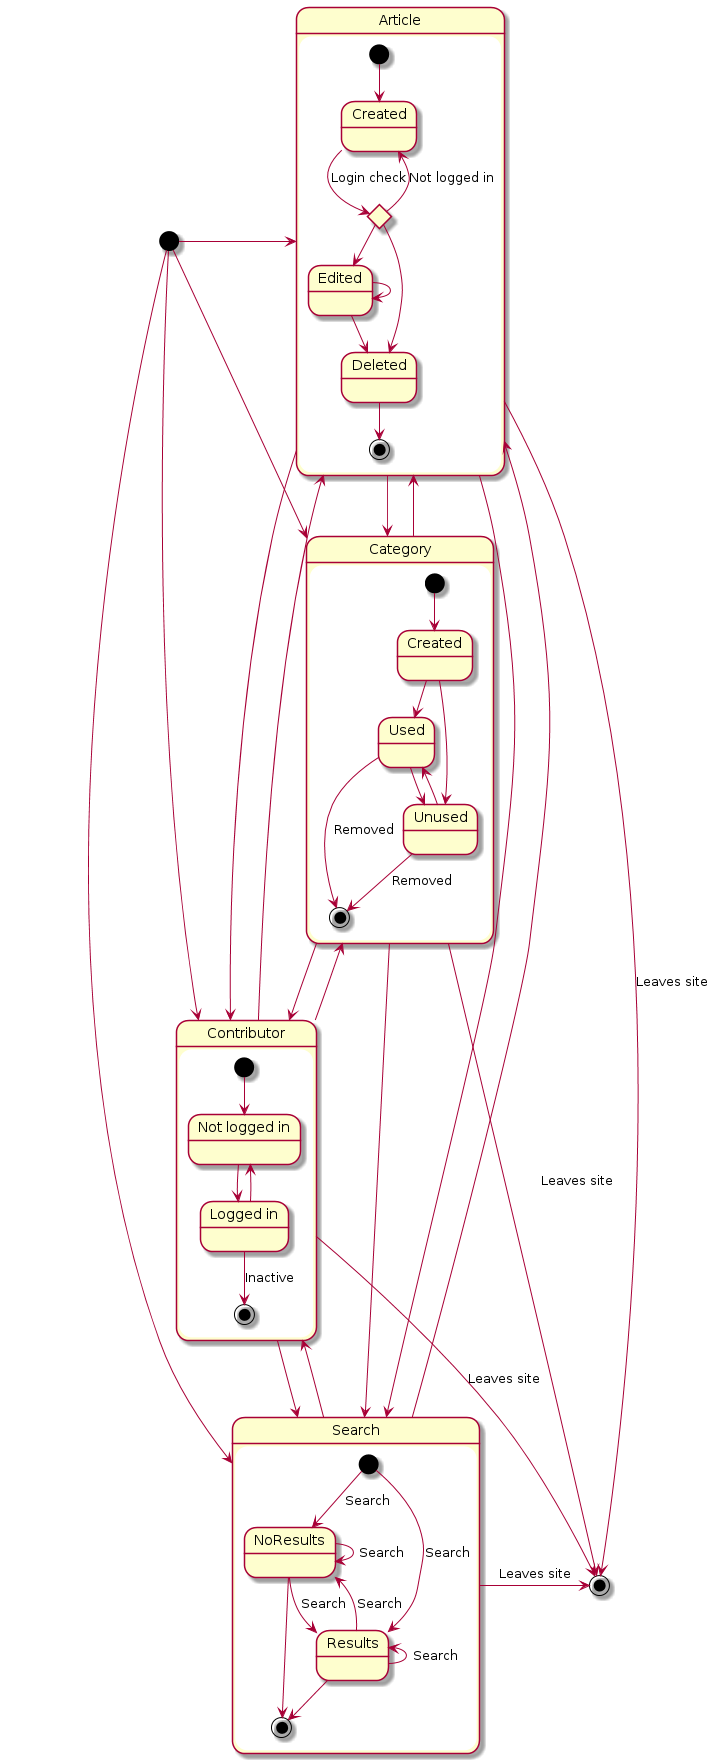 Article
Created
Login check
Not logged in
Edited
Deleted
Category
Created
Used
Unused
Removed
Removed
Leaves site
Contributor
Not logged in
Leaves site
Logged in
Inactive
Leaves site
Search
Search
NoResults
Search
Search
Leaves site
Search
Search
Results
Search